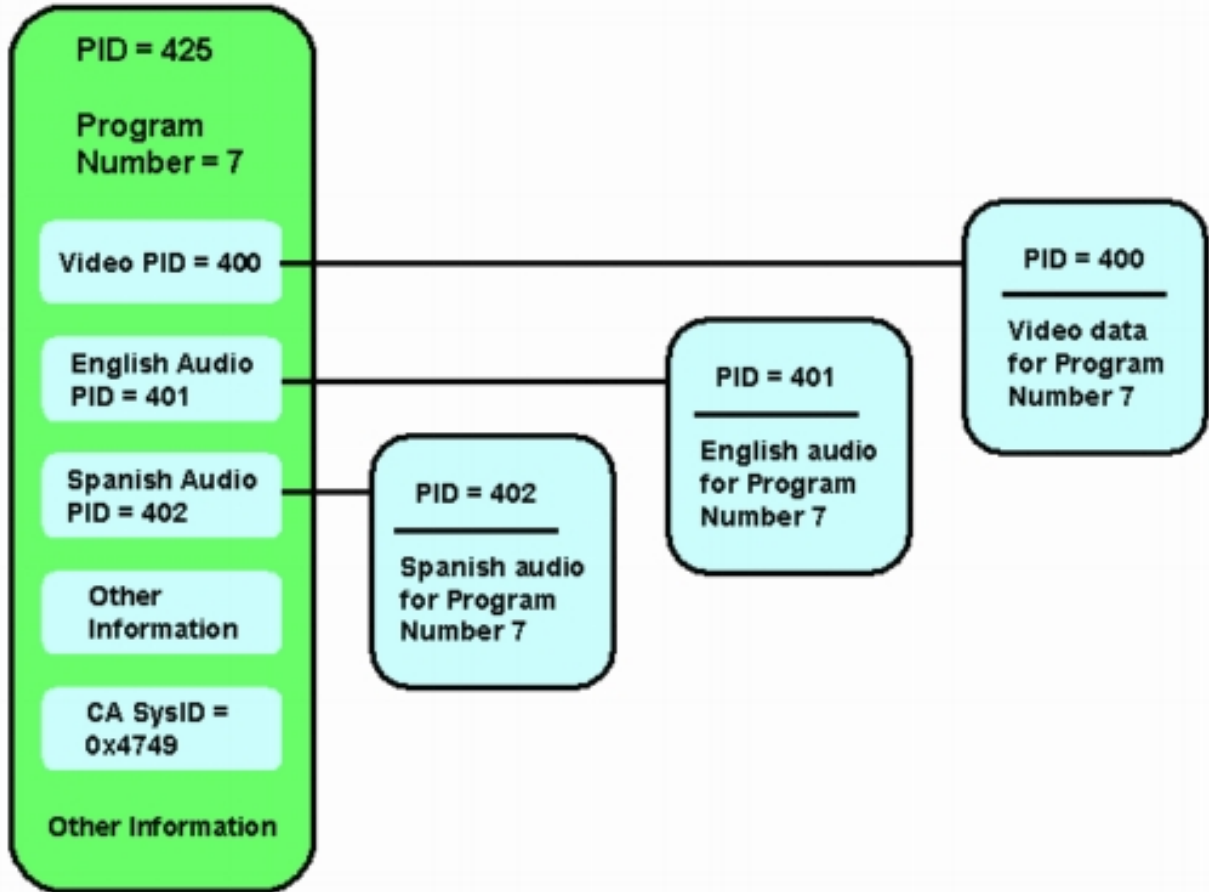 PID = 425
Program
Number = 7
Video PID = 400
English Audio
PID = 401
Spanish Audio
PID = 402
Other
Information
CA SysID =
0x4749
Other Information
PID = 402
Spanish audio
for Program
Number 7
PID = 401
English audio
for Program
Number 7
PID = 400
Video data
for Program
Number 7